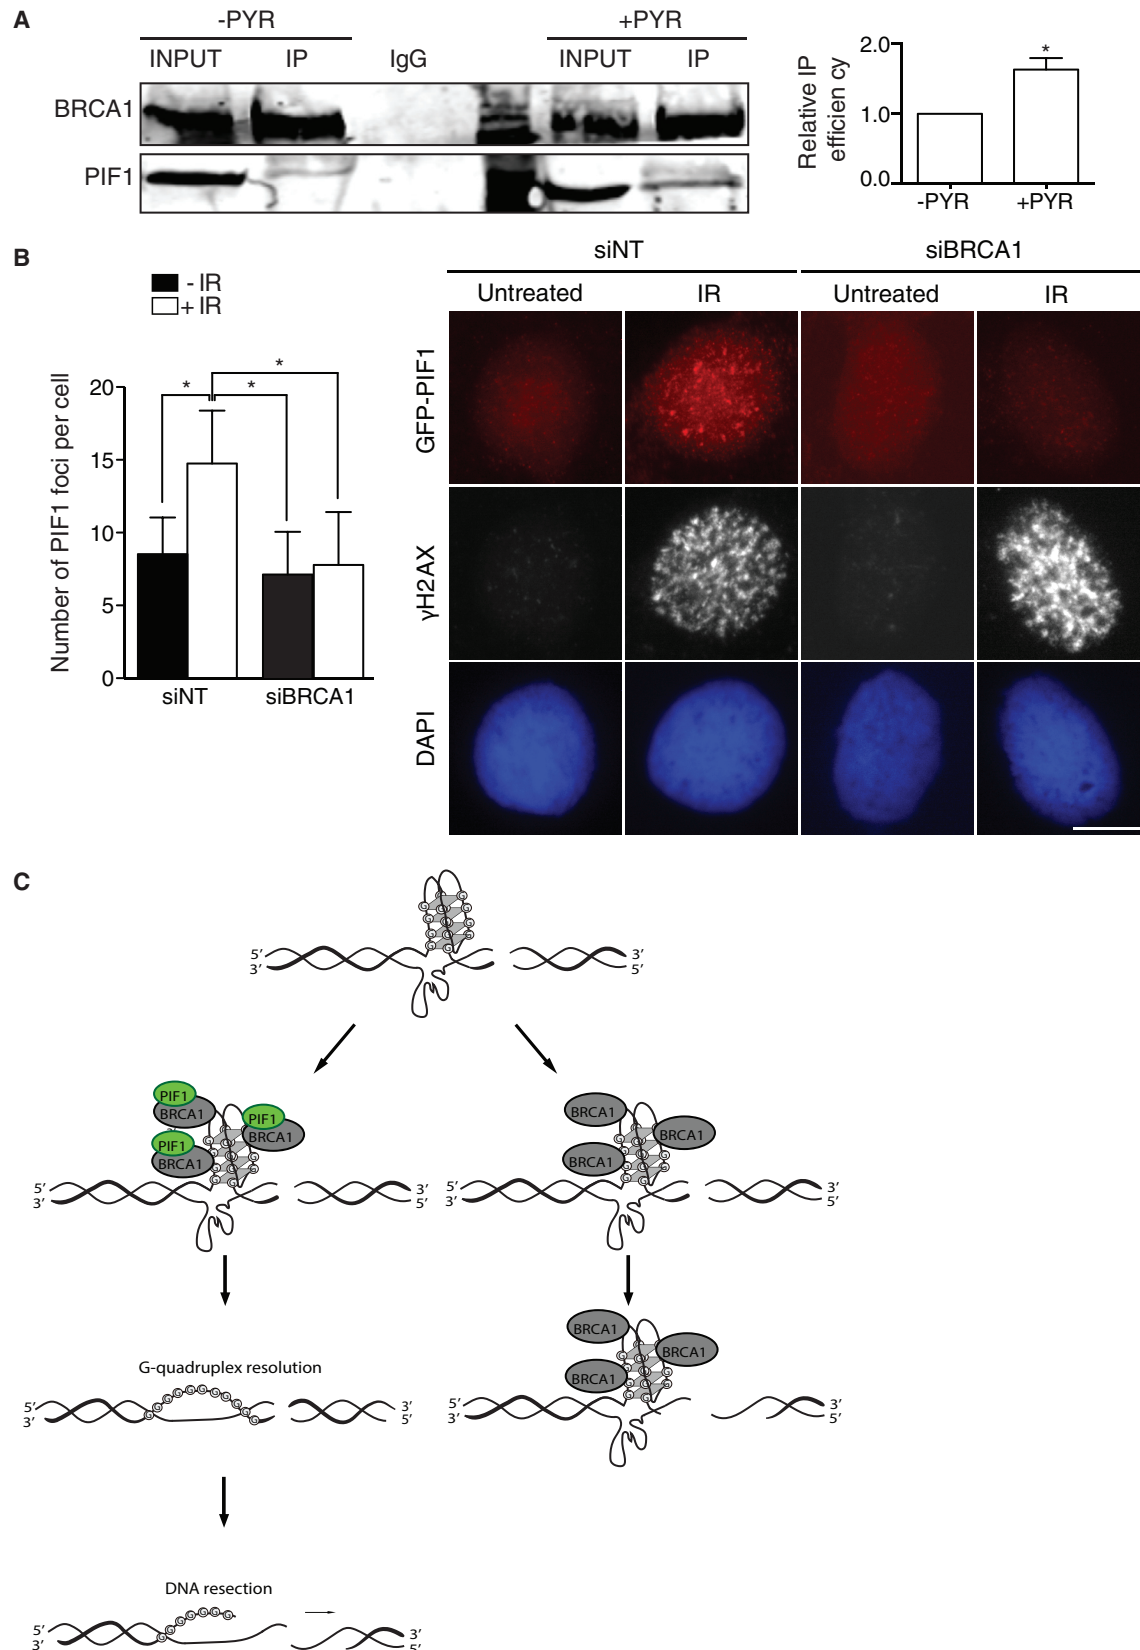 A
-PYR
+PYR
INPUT IP IgG INPUT IP
BRCA1
PIF1
Relative IP
efficien cy
2.0
1.0
0.0
*
-PYR +PYR
B
- IR
+ IR
Number of PIF1 foci per cell
20
15
10
5
0
* * *
siNT siBRCA1
siNT siBRCA1
Untreated IR Untreated IR
GFP-PIF1
γH2AX
DAPI
C
5′ 3′
3′ 5′
G G G G G G G G
PIF1
BRCA1
PIF1
BRCA1
PIF1
BRCA1
5′ 3′
3′ 5′
BRCA1
BRCA1
BRCA1
5′ 3′
3′ 5′
G-quadruplex resolution
G G G G G G G G G G
5′ 3′
3′ 5′
BRCA1
BRCA1
BRCA1
5′ 3′
3′ 5′
DNA resection
G G G G G G
5′ 3′
3′ 5′